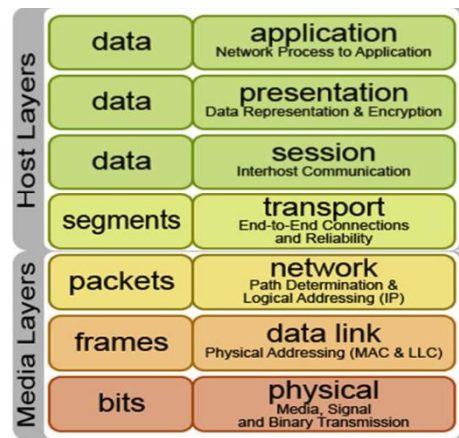 Host Layers
data
application
Network Process to Application
data
presentation
Data Representation & Encryption
data
session
Interhost Communication
segments
transport
End-to-End Connections
and Reliability
Media Layers
packets
network
Path Determination &
Logical Addressing (IP)
frames
data link
Physical Addressing (MAC & LLC)
bits
physical
Media, Signal
and Binary Transmission